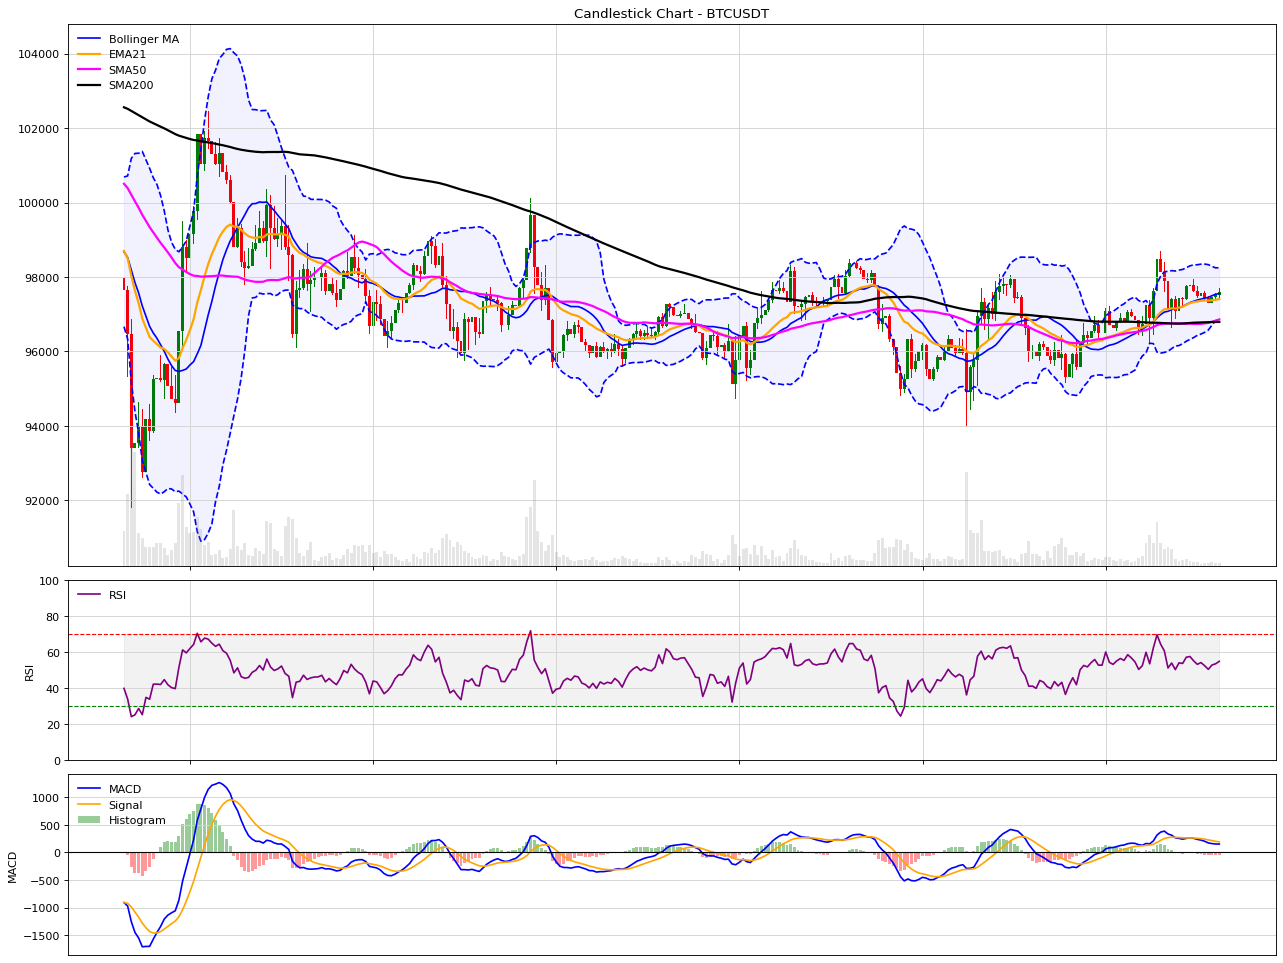 Candlestick Chart - BTCUSDT
Bollinger MA
EMA21
SMA50
SMA200
104000
102000
100000
98000
96000
94000
92000
RSI
RSI
100
80
60
40
20
0
MACD
Signal
Histogram
MACD
1000
500
0
−500
−1000
−1500